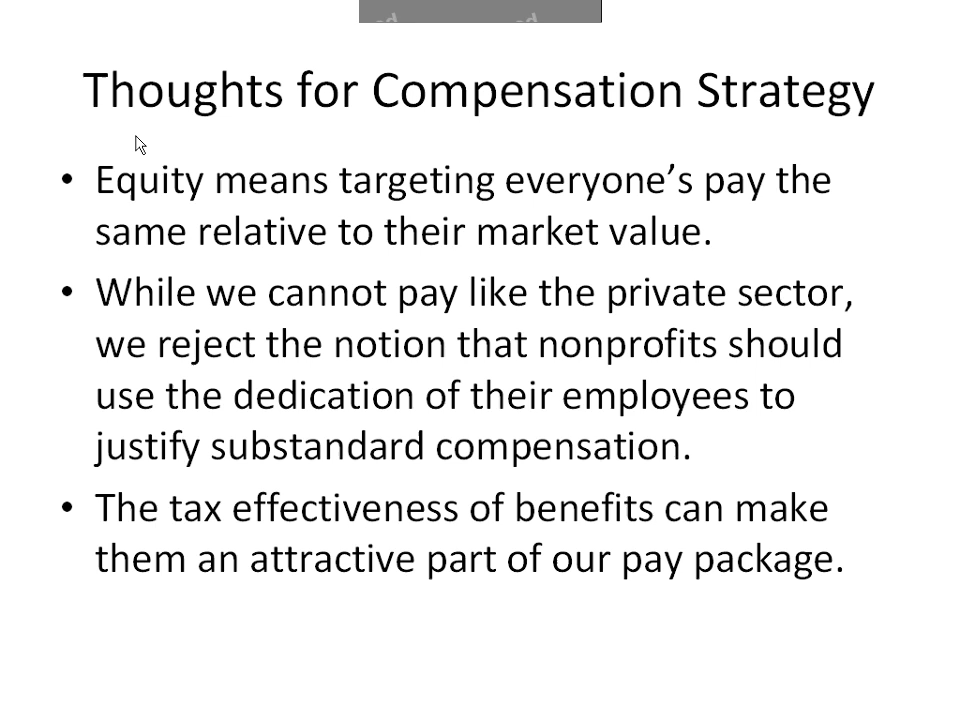 Thoughts for Compensation Strategy
• Equity means targeting everyone’s pay the
same relative to their market value.
• While we cannot pay like the private sector,
we reject the notion that nonprofits should
use the dedication of their employees to
justify substandard compensation.
• The tax effectiveness of benefits can make
them an attractive part of our pay package.